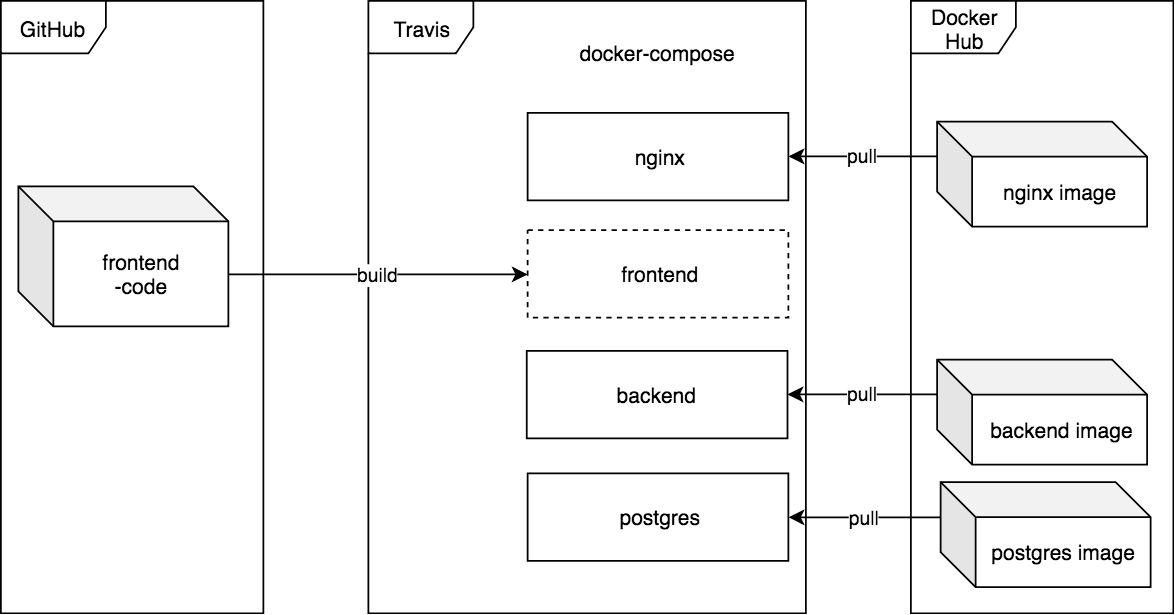 GitHub
frontend
-code
build
Travis
docker-compose
nginx
frontend
backend
postgres
pull
pull
pull
Docker
Hub
nginx image
backend image
postgres image